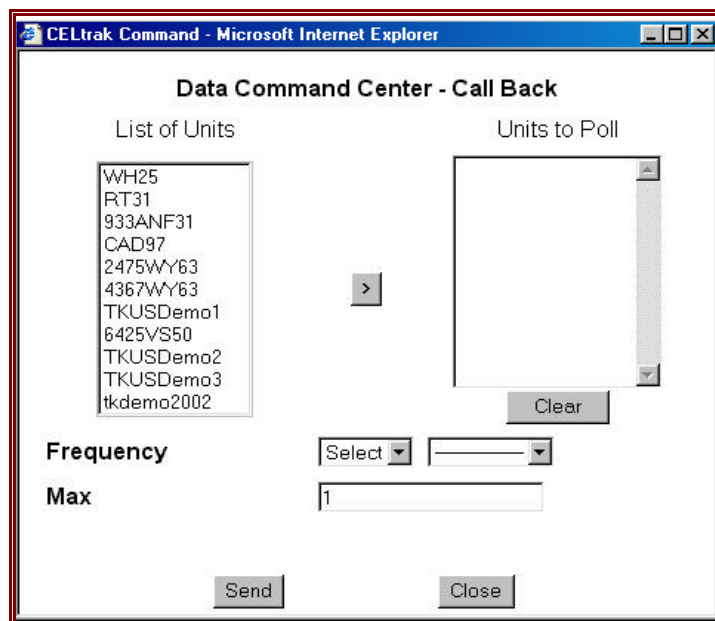 CELtrak Command - Microsoft Internet Explorer
Data Command Center - Call Back
List of Units
Units to Poll
WH25
RT31
933ANF31
CAD97
2475WY63
4367WY63
TKUSDemo1
6425VS50
TKUSDemo2
TKUSDemo3
tkdemo2002
>
Clear
Frequency
Select
Max
1
Send
Close